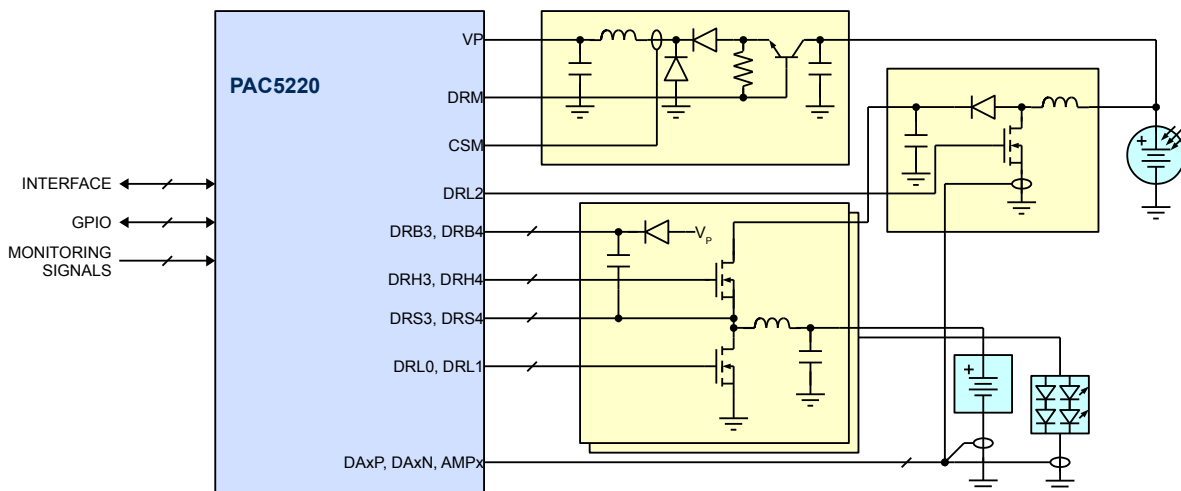 PAC5220
VP
DRM
CSM
DRL2
INTERFACE
GPIO
MONITORING
SIGNALS
DRB3, DRB4
VP
DRH3, DRH4
DRS3, DRS4
DRL0, DRL1
DAxP, DAxN, AMPx
+
+